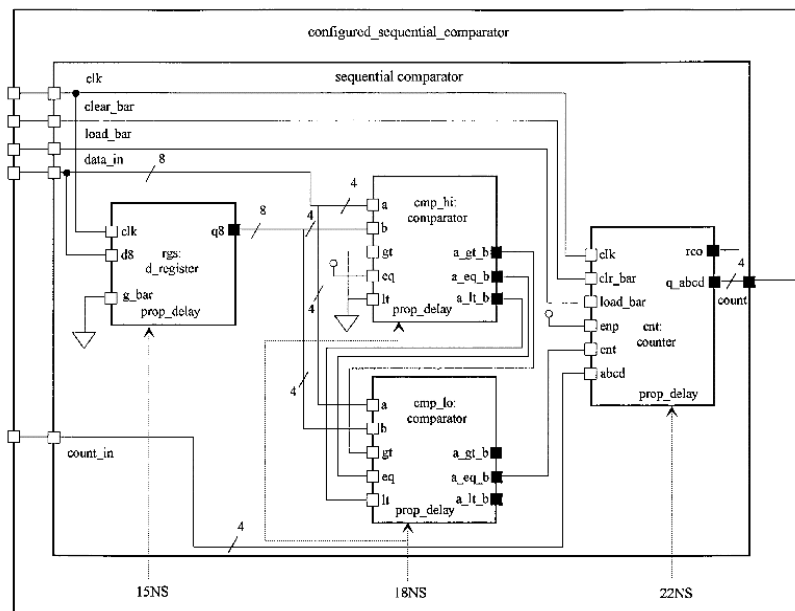 configured_sequential_comparator
clk
sequential comparator
clear_bar
load_bar
data_in
8
4
cmp_hi:
comparator
a
b
gt
eq
lt
a_gt_b
a_eq_b
a_lt_b
prop_delay
clk
d8
g_bar
rgs:
d_register
q8
prop_delay
8
4
4
4
clk
clr_bar
load_bar
enp
cnt
abcd
rco
q_abcd
cnt:
counter
prop_delay
4
count
cmp_lo:
comparator
a
b
gt
eq
lt
a_gt_b
a_eq_b
a_lt_b
prop_delay
count_in
4
15NS
18NS
22NS